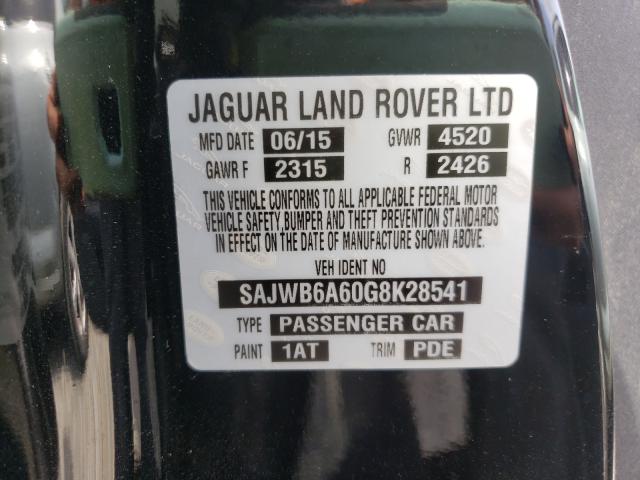 JAGUAR LAND ROVER LTD
MFD DATE 06/15 GVWR 4520
GAWR F 2315 R 2426
THIS VEHICLE CONFORMS TO ALL APPLICABLE FEDERAL MOTOR
VEHICLE SAFETY, BUMPER AND THEFT PREVENTION STANDARDS
IN EFFECT ON THE DATE OF MANUFACTURE SHOWN ABOVE.
VEH IDENT NO
SAJWB6A60G8K28541
TYPE PASSENGER CAR
PAINT 1AT TRIM PDE